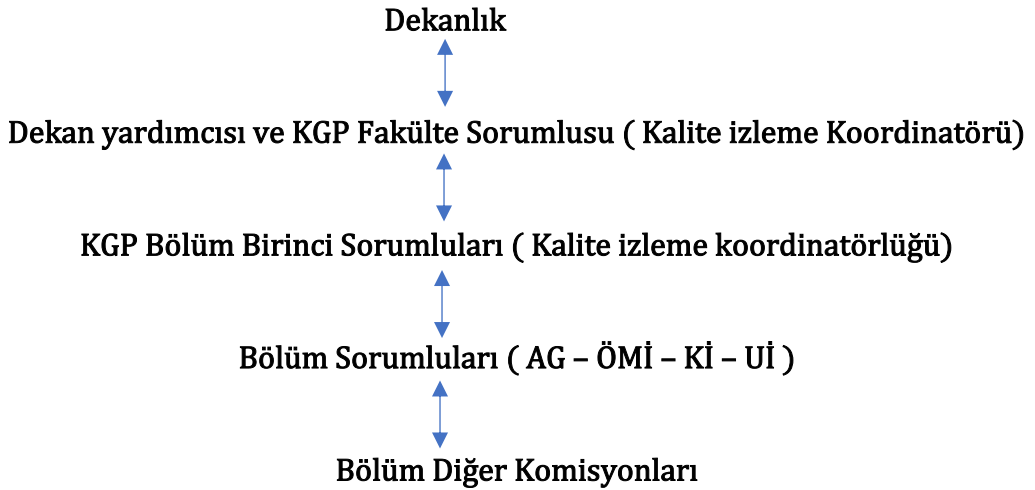 Dekanlık
Dekan yardımcısı ve KGP Fakülte Sorumlusu ( Kalite izleme Koordinatörü)
KGP Bölüm Birinci Sorumluları ( Kalite izleme koordinatörlüğü)
Bölüm Sorumluları ( AG – ÖMİ – Kİ – Uİ )
Bölüm Diğer Komisyonları